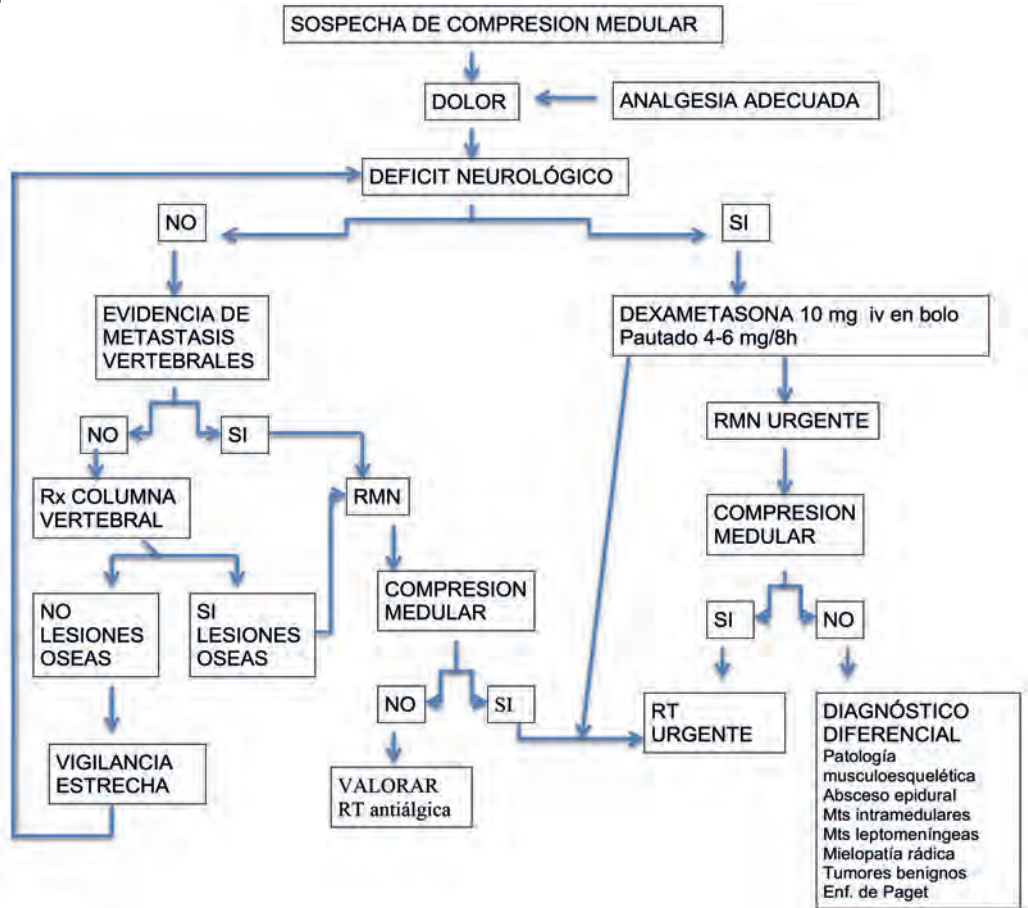 SOSPECHA DE COMPRESION MEDULAR
DOLOR
ANALGESIA ADECUADA
DEFICIT NEUROLÓGICO
NO
SI
EVIDENCIA DE
METASTASIS
VERTEBRALES
DEXAMETASONA 10 mg iv en bolo
Pautado 4-6 mg/8h
NO
SI
RMN URGENTE
Rx COLUMNA
VERTEBRAL
RMN
COMPRESION
MEDULAR
NO
LESIONES
OSEAS
SI
LESIONES
OSEAS
COMPRESION
MEDULAR
SI
NO
NO
SI
RT
URGENTE
DIAGNÓSTICO
DIFERENCIAL
Patología
musculoesquelética
Absceso epidural
Mts intramedulares
Mts leptomeníngeas
Mielopatía rádica
Tumores benignos
Enf. de Paget
VIGILANCIA
ESTRECHA
VALORAR
RT antiálgica